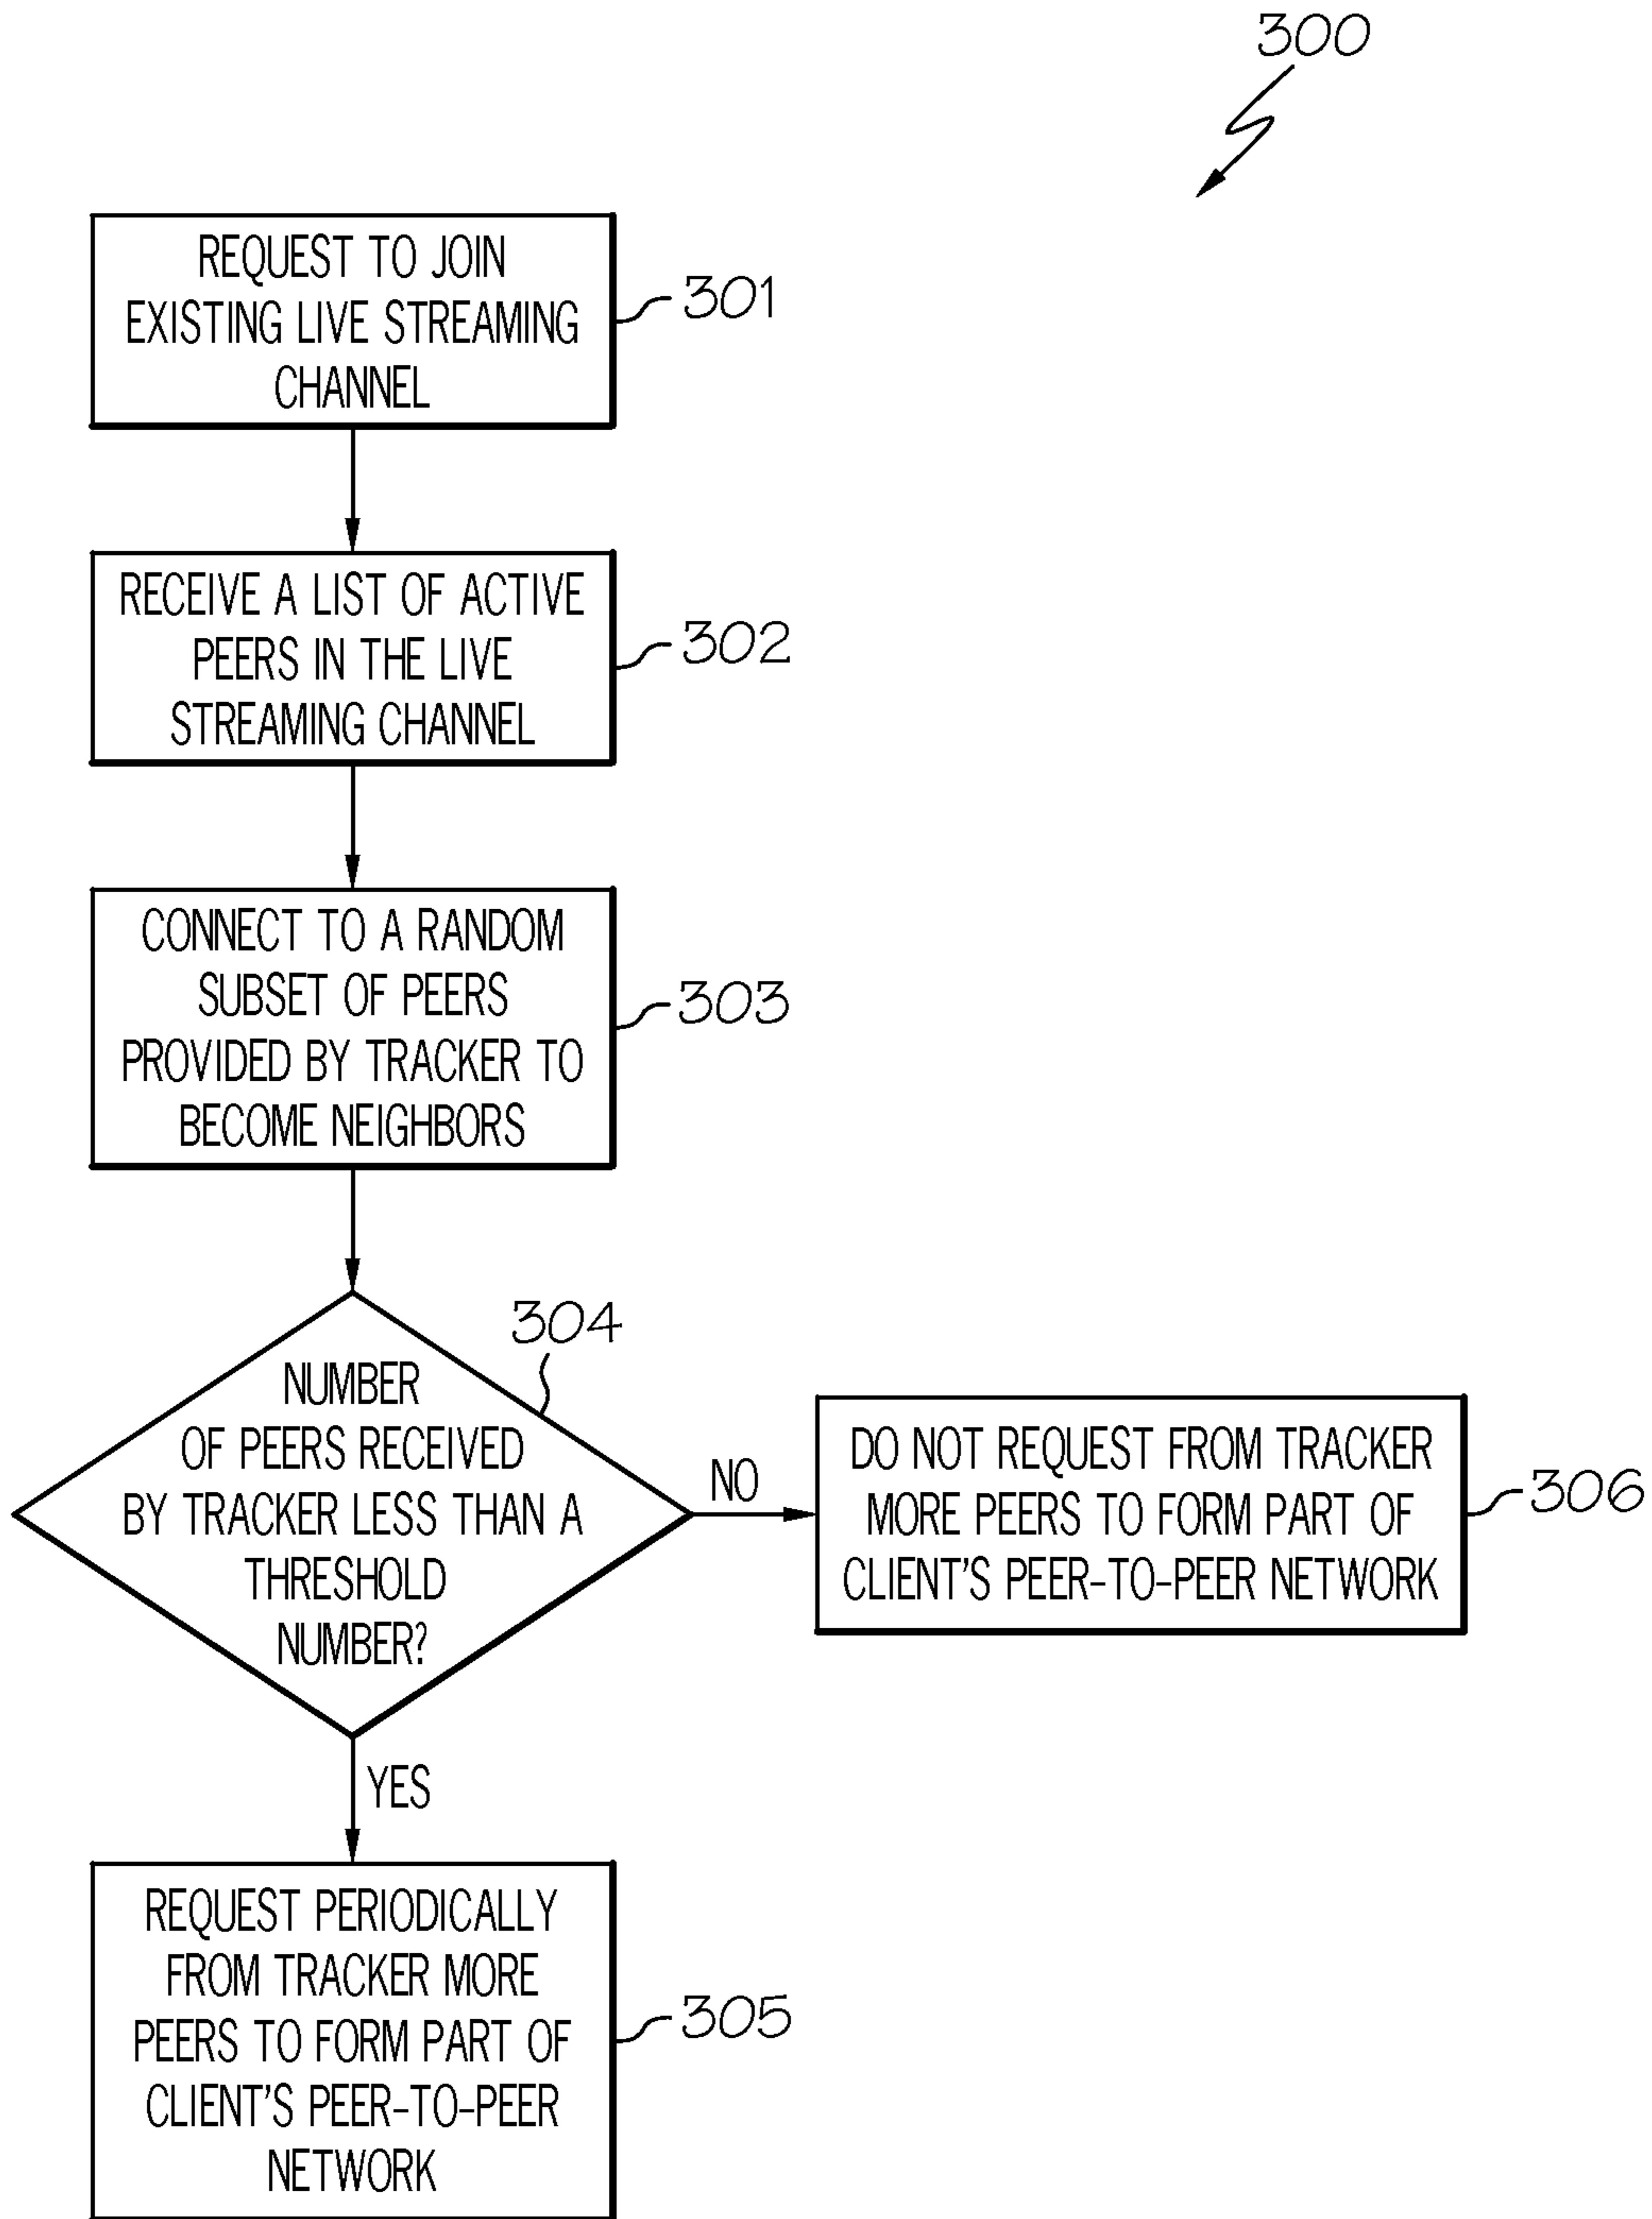 300
REQUEST TO JOIN
EXISTING LIVE STREAMING
CHANNEL
301
RECEIVE A LIST OF ACTIVE
PEERS IN THE LIVE
STREAMING CHANNEL
302
CONNECT TO A RANDOM
SUBSET OF PEERS
PROVIDED BY TRACKER TO
BECOME NEIGHBORS
303
304
NUMBER
OF PEERS RECEIVED
BY TRACKER LESS THAN A
THRESHOLD
NUMBER?
NO
DO NOT REQUEST FROM TRACKER
MORE PEERS TO FORM PART OF
CLIENT'S PEER-TO-PEER NETWORK
306
YES
REQUEST PERIODICALLY
FROM TRACKER MORE
PEERS TO FORM PART OF
CLIENT'S PEER-TO-PEER
NETWORK
305